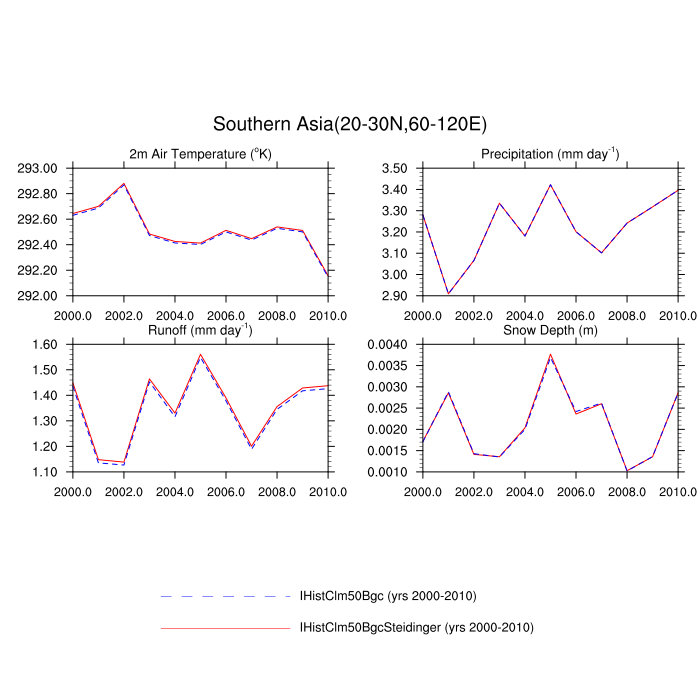 Southern Asia(20-30N,60-120E)
2m Air Temperature (°K)
293.00
292.80
292.60
292.40
292.20
292.00
2000.0 2002.0 2004.0 2006.0 2008.0 2010.0
Precipitation (mm day⁻¹)
3.50
3.40
3.30
3.20
3.10
3.00
2.90
2000.0 2002.0 2004.0 2006.0 2008.0 2010.0
Runoff (mm day⁻¹)
1.60
1.50
1.40
1.30
1.20
1.10
2000.0 2002.0 2004.0 2006.0 2008.0 2010.0
Snow Depth (m)
0.0040
0.0035
0.0030
0.0025
0.0020
0.0015
0.0010
2000.0 2002.0 2004.0 2006.0 2008.0 2010.0
IHistClm50Bgc (yrs 2000-2010)
IHistClm50BgcSteidinger (yrs 2000-2010)